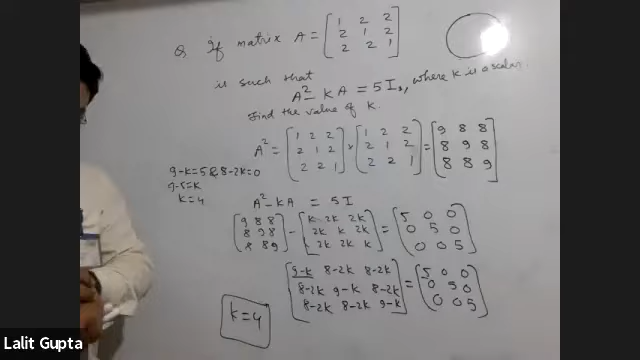 Q. If matrix A = [1 2 2
2 1 2
2 2 1]
is such that
A² - KA = 5I₃, where K is a scalar.
Find the value of K.
A² = [1 2 2 × [1 2 2 = [9 8 8
2 1 2 2 1 2 8 9 8
2 2 1] 2 2 1] 8 8 9]
9-K=5 & 8-2K=0
9-5=K
K=4
A² - KA = 5I
[9 8 8 - [K 2K 2K = [5 0 0
8 9 8 2K K 2K 0 5 0
8 8 9] 2K 2K K] 0 0 5]
[9-K 8-2K 8-2K = [5 0 0
8-2K 9-K 8-2K 0 5 0
8-2K 8-2K 9-K] 0 0 5]
K=4
Lalit Gupta